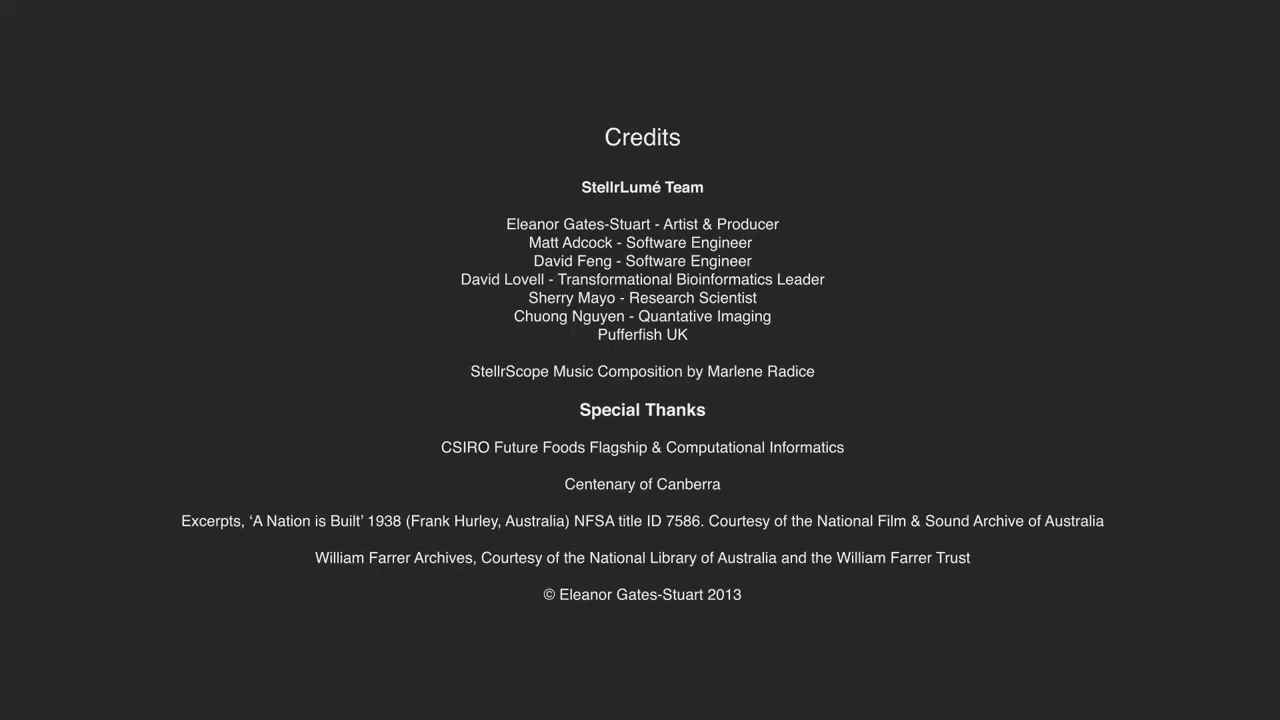 Credits
StellrLumé Team
Eleanor Gates-Stuart - Artist & Producer
Matt Adcock - Software Engineer
David Feng - Software Engineer
David Lovell - Transformational Bioinformatics Leader
Sherry Mayo - Research Scientist
Chuong Nguyen - Quantative Imaging
Pufferfish UK
StellrScope Music Composition by Marlene Radice
Special Thanks
CSIRO Future Foods Flagship & Computational Informatics
Centenary of Canberra
Excerpts, ‘A Nation is Built’ 1938 (Frank Hurley, Australia) NFSA title ID 7586. Courtesy of the National Film & Sound Archive of Australia
William Farrer Archives, Courtesy of the National Library of Australia and the William Farrer Trust
© Eleanor Gates-Stuart 2013